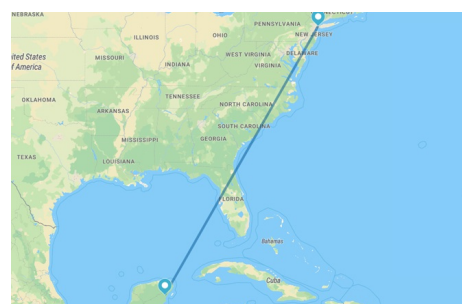 NEBRASKA
PENNSYLVANIA
ILLINOIS
OHIO
NEW JERSEY
ited States
f America
MISSOURI
INDIANA
WEST VIRGINIA
DELAWARE
VIRGINIA
OKLAHOMA
TENNESSEE
NORTH CAROLINA
ARKANSAS
SOUTH CAROLINA
MISSISSIPPI
GEORGIA
TEXAS
LOUISIANA
FLORIDA
Bahamas
Cuba